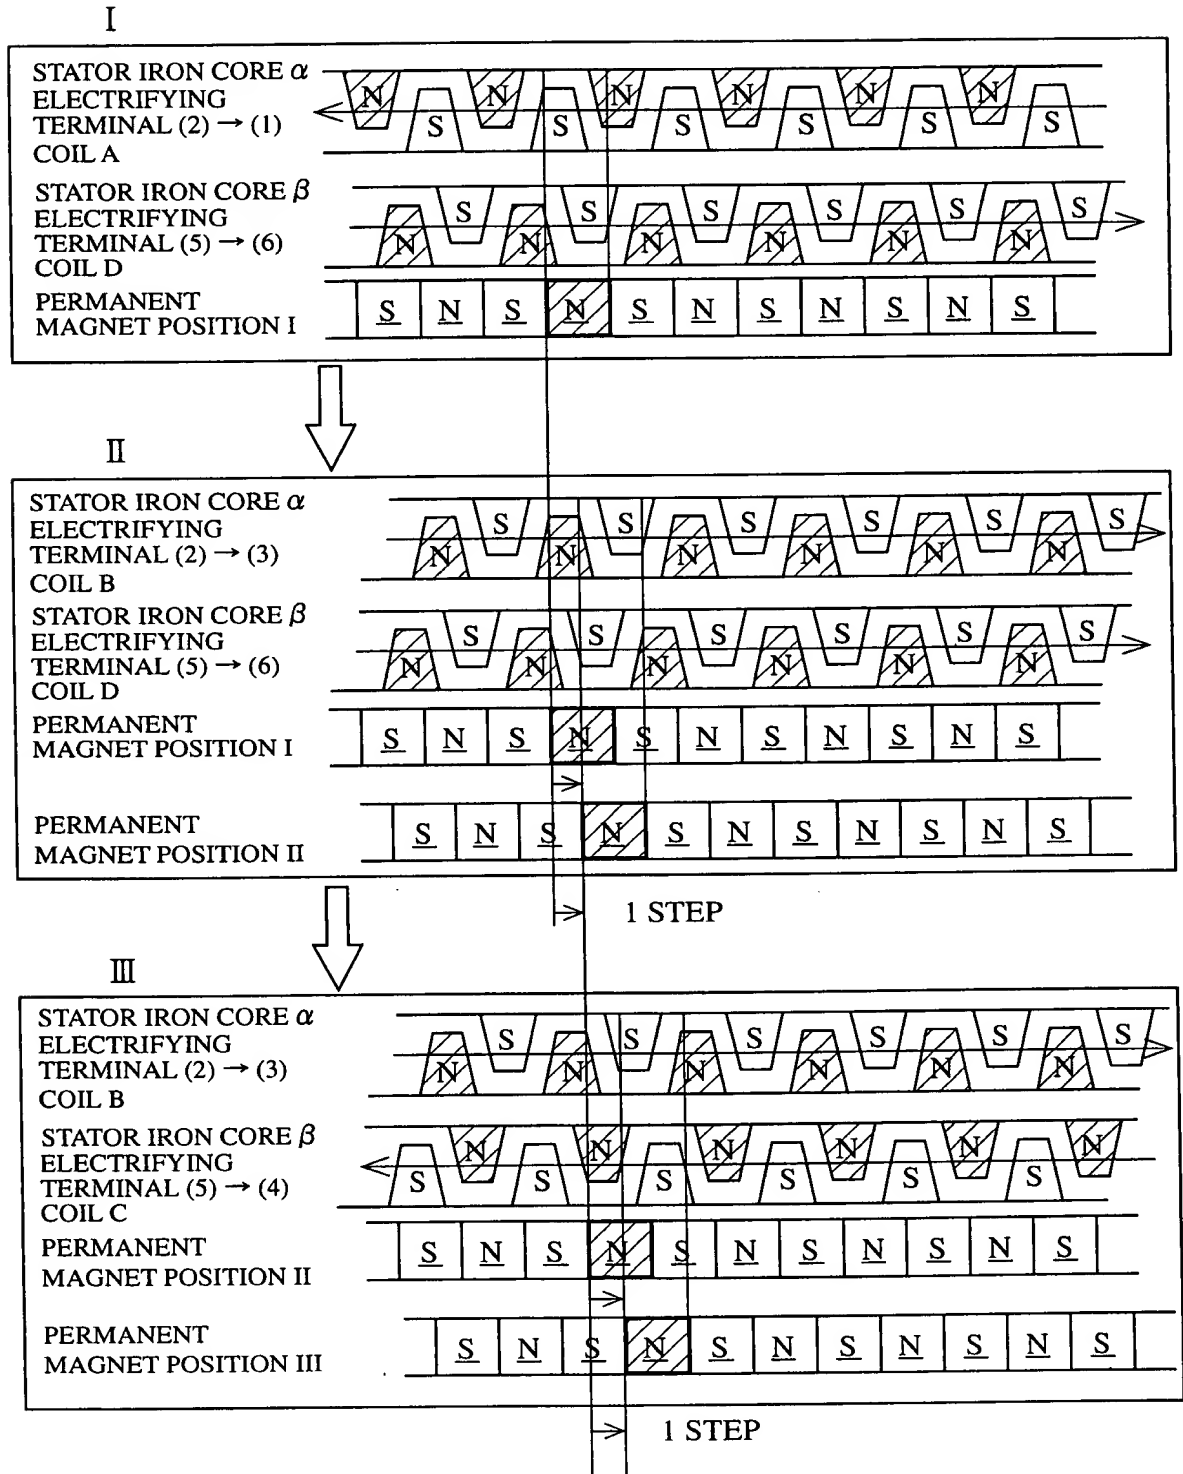 I
STATOR IRON CORE α
ELECTRIFYING
TERMINAL (2) → (1)
COIL A
N N N N N N
S S S S S S
STATOR IRON CORE β
ELECTRIFYING
TERMINAL (5) → (6)
COIL D
S S S S S S
N N N N N N
PERMANENT
MAGNET POSITION I
S N S N S N S N S N S
II
STATOR IRON CORE α
ELECTRIFYING
TERMINAL (2) → (3)
COIL B
S S S S S S
N N N N N N
STATOR IRON CORE β
ELECTRIFYING
TERMINAL (5) → (6)
COIL D
S S S S S S
N N N N N N
PERMANENT
MAGNET POSITION I
S N S N S N S N S N S
PERMANENT
MAGNET POSITION II
S N S N S N S N S N S
1 STEP
III
STATOR IRON CORE α
ELECTRIFYING
TERMINAL (2) → (3)
COIL B
S S S S S S
N N N N N N
STATOR IRON CORE β
ELECTRIFYING
TERMINAL (5) → (4)
COIL C
N N N N N N
S S S S S S
PERMANENT
MAGNET POSITION II
S N S N S N S N S N S
PERMANENT
MAGNET POSITION III
S N S N S N S N S N S
1 STEP